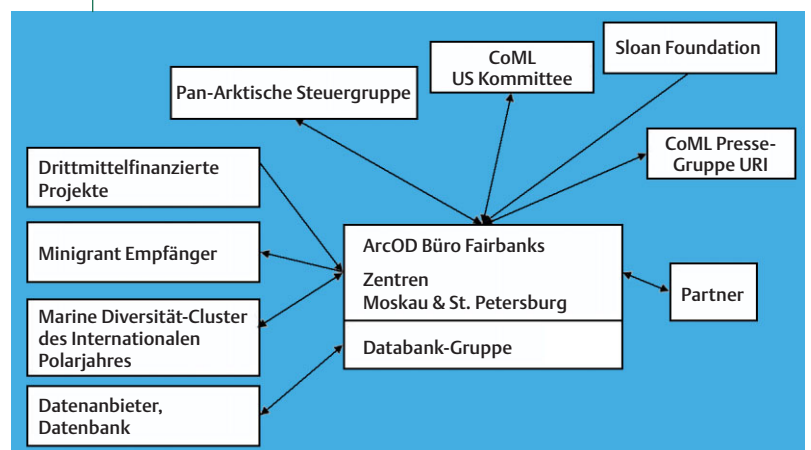 Sloan Foundation
CoML
US Kommittee
Pan-Arktische Steuergruppe
CoML Presse-
Gruppe URI
Drittmittelfinanzierte
Projekte
Minigrant Empfänger
Marine Diversität-Cluster
des Internationalen
Polarjahres
Datenanbieter,
Datenbank
ArcOD Büro Fairbanks
Zentren
Moskau & St. Petersburg
Databank-Gruppe
Partner